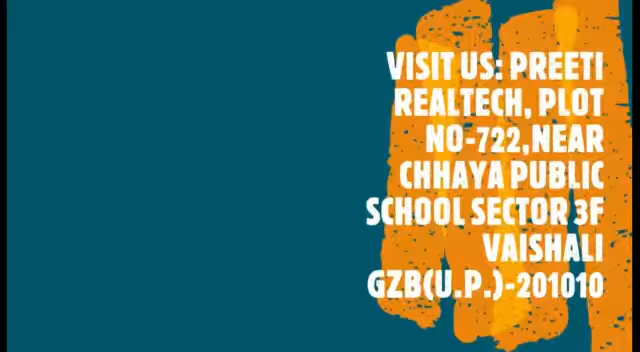 VISIT US: PREETI
REALTECH, PLOT
NO-722,NEAR
CHHAYA PUBLIC
SCHOOL SECTOR 3F
VAISHALI
GZB(U.P.)-201010